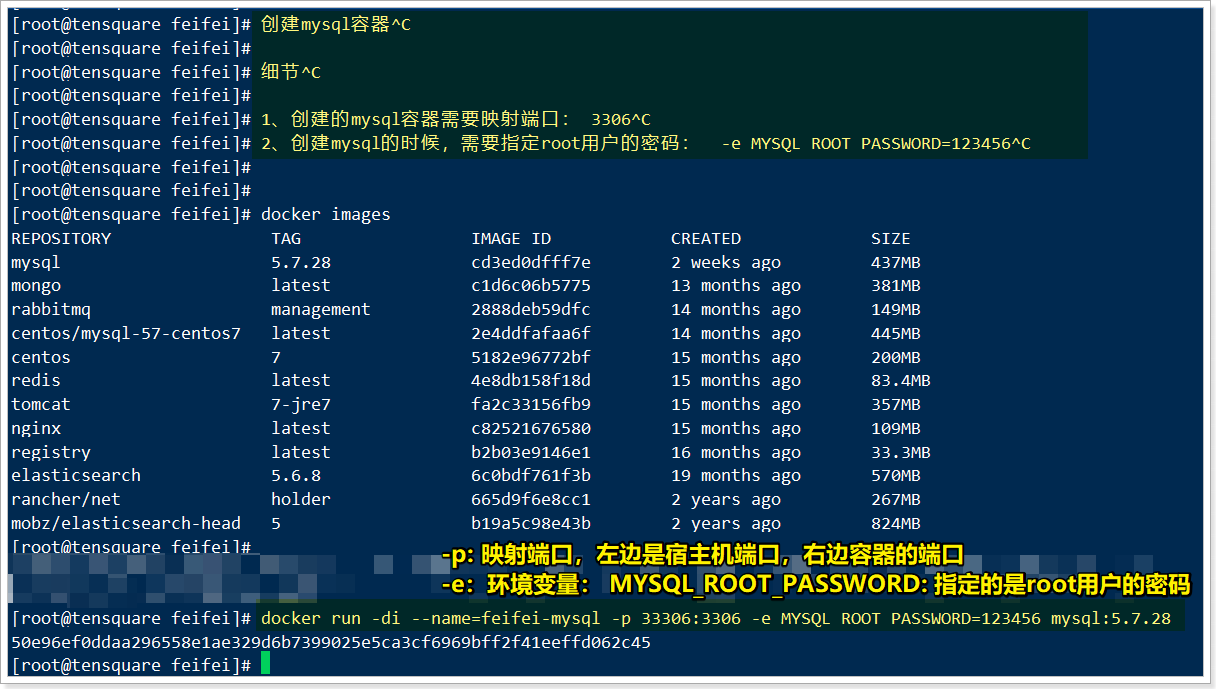 [root@tensquare feifei]# 创建mysql容器^C
[root@tensquare feifei]#
[root@tensquare feifei]# 细节^C
[root@tensquare feifei]#
[root@tensquare feifei]# 1、创建的mysql容器需要映射端口： 3306^C
[root@tensquare feifei]# 2、创建mysql的时候，需要指定root用户的密码： -e MYSQL ROOT PASSWORD=123456^C
[root@tensquare feifei]#
[root@tensquare feifei]#
[root@tensquare feifei]# docker images
REPOSITORY TAG IMAGE ID CREATED SIZE
mysql 5.7.28 cd3ed0dfff7e 2 weeks ago 437MB
mongo latest c1d6c06b5775 13 months ago 381MB
rabbitmq management 2888deb59dfc 14 months ago 149MB
centos/mysql-57-centos7 latest 2e4ddfafaa6f 14 months ago 445MB
centos 7 5182e96772bf 15 months ago 200MB
redis latest 4e8db158f18d 15 months ago 83.4MB
tomcat 7-jre7 fa2c33156fb9 15 months ago 357MB
nginx latest c82521676580 15 months ago 109MB
registry latest b2b03e9146e1 16 months ago 33.3MB
elasticsearch 5.6.8 6c0bdf761f3b 19 months ago 570MB
rancher/net holder 665d9f6e8cc1 2 years ago 267MB
mobz/elasticsearch-head 5 b19a5c98e43b 2 years ago 824MB
[root@tensquare feifei]#
-p: 映射端口，左边是宿主机端口，右边容器的端口
-e：环境变量： MYSQL_ROOT_PASSWORD: 指定的是root用户的密码
[root@tensquare feifei]# docker run -di --name=feifei-mysql -p 33306:3306 -e MYSQL ROOT PASSWORD=123456 mysql:5.7.28
50e96ef0ddaa296558e1ae329d6b7399025e5ca3cf6969bff2f41eeffd062c45
[root@tensquare feifei]#